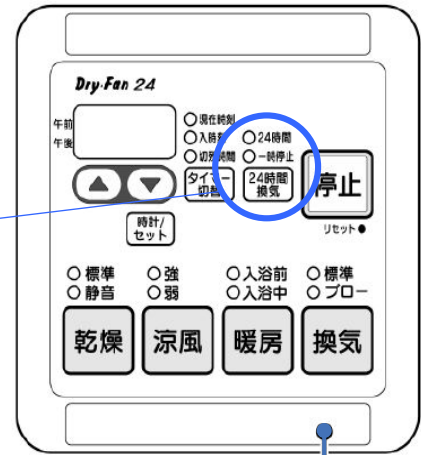 Dry·Fan 24
午前
午後
現在時刻
入時刻
切残時間
24時間
一時停止
タイマー
切替
24時間
換気
停止
時計/
セット
リセット
標準
静音
強
弱
入浴前
入浴中
標準
ブロー
乾燥
涼風
暖房
換気